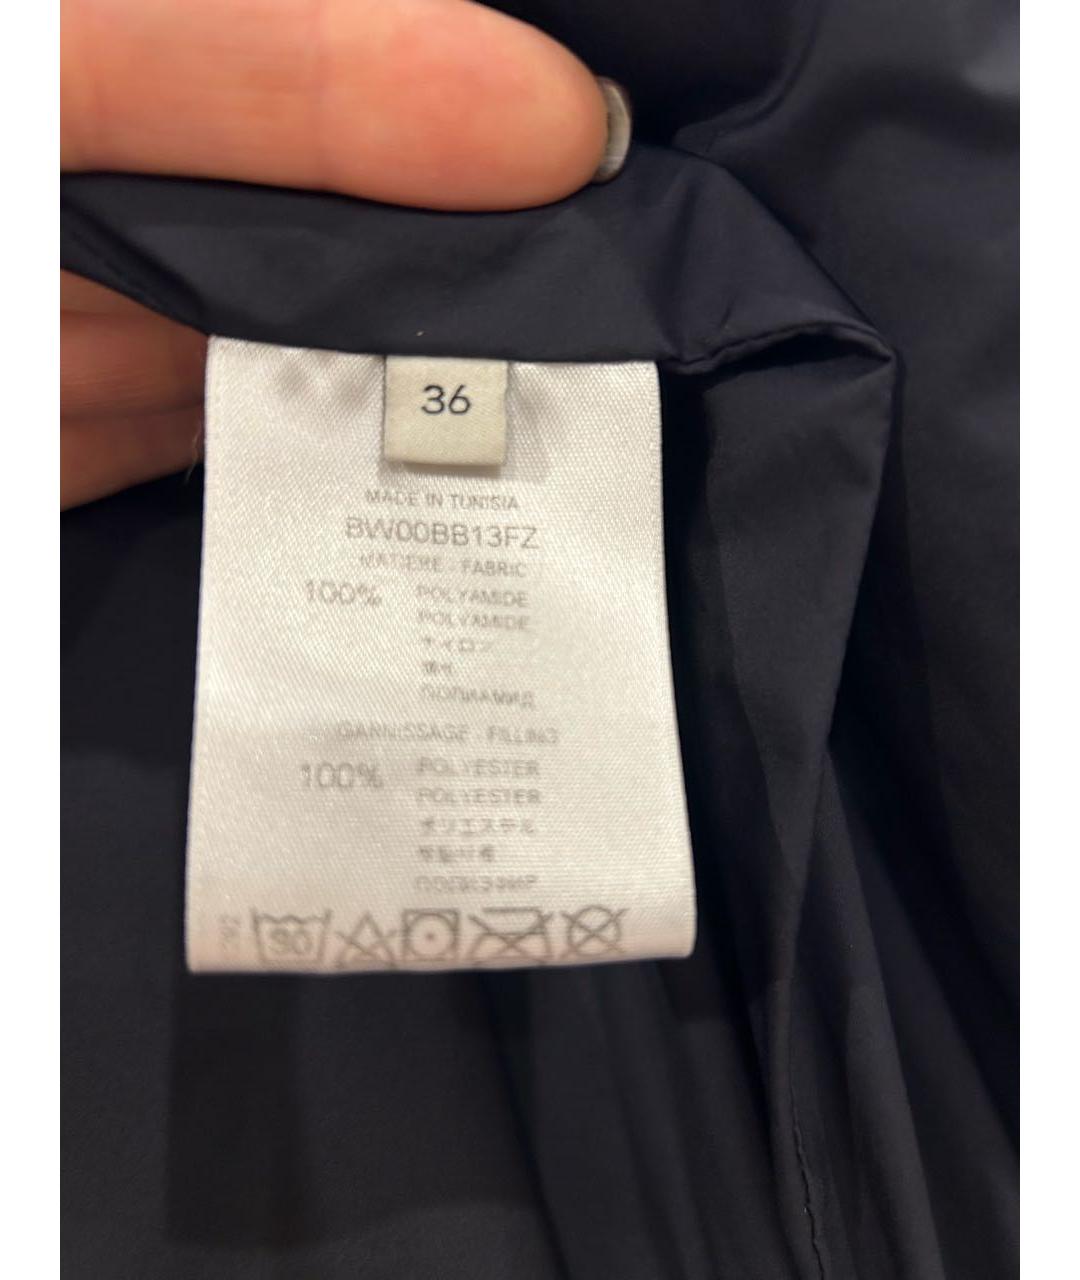 36
MADE IN TUNISIA
BW00BB13FZ
MATIERE - FABRIC
100% POLYAMIDE
POLYAMIDE
ナイロン
ПОЛИАМИД
GARNISSAGE - FILLING
100% POLYESTER
POLYESTER
ポリエステル
30